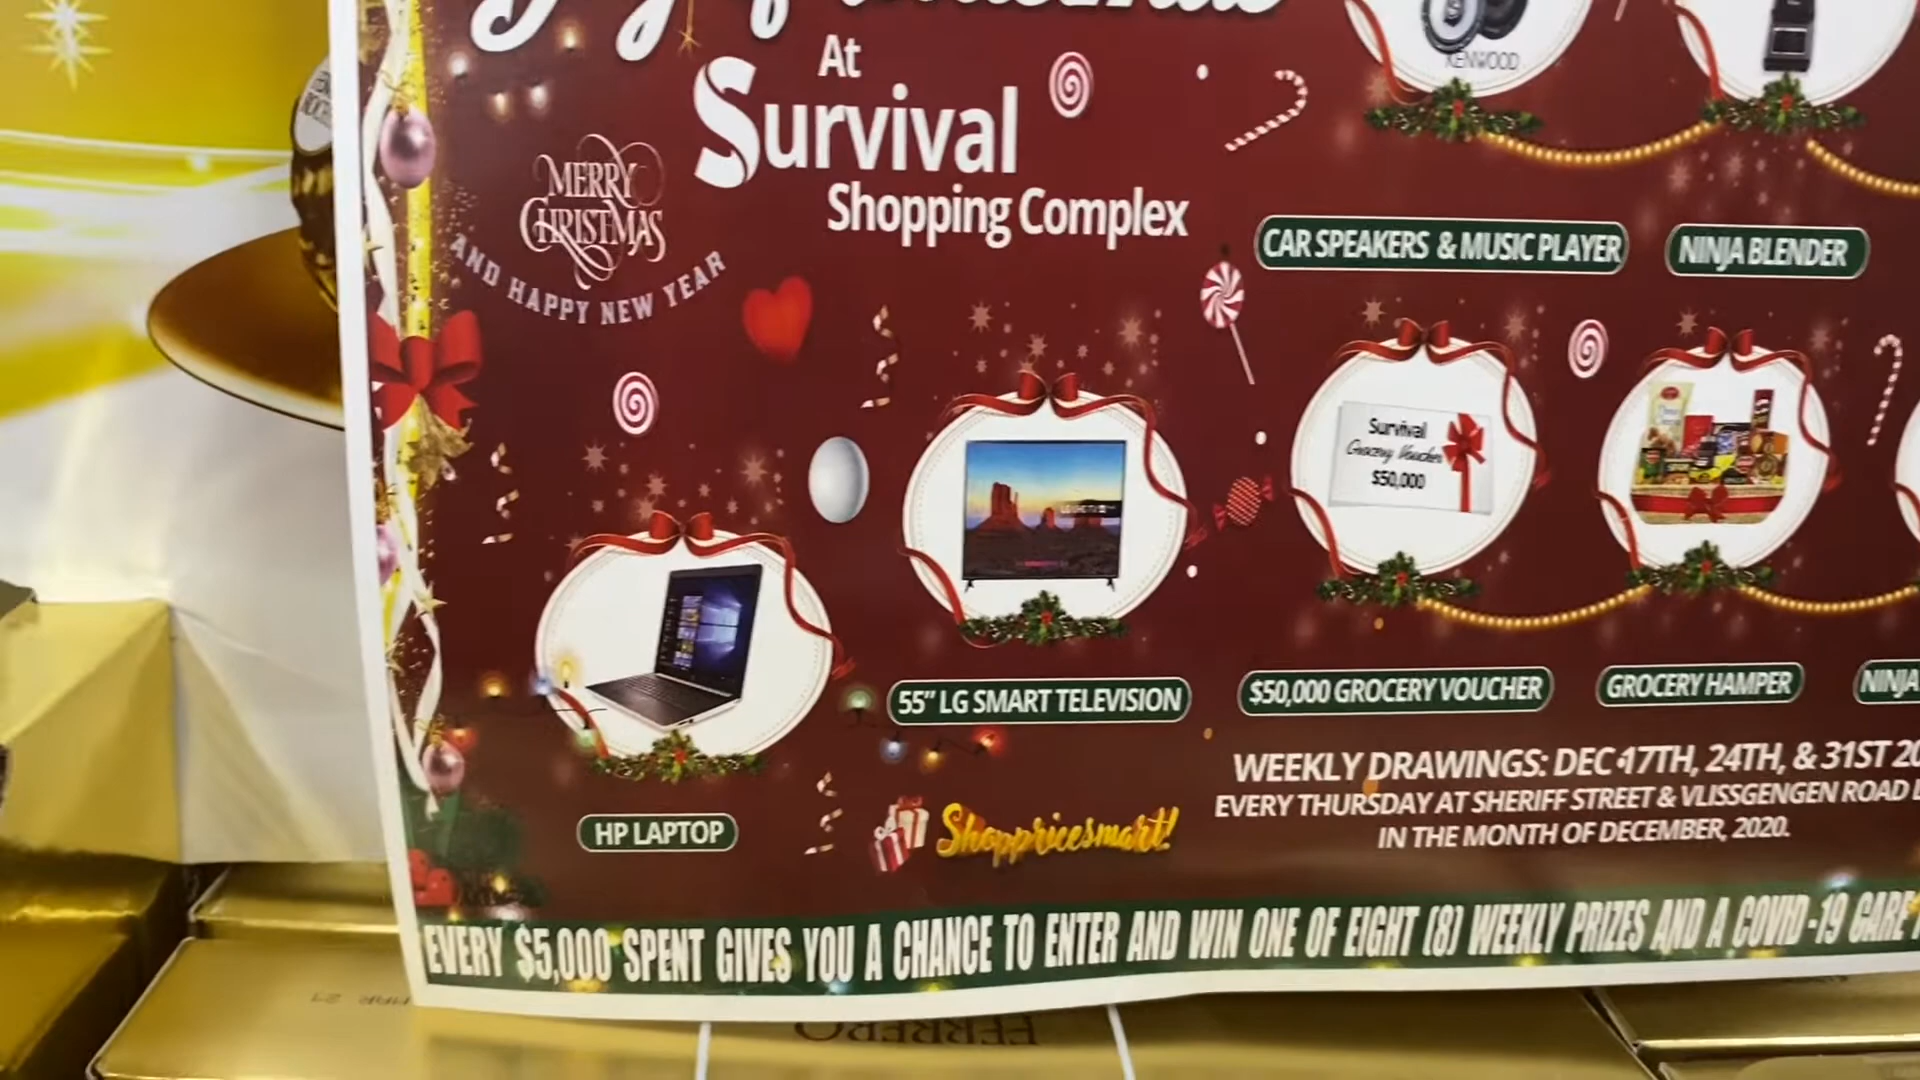 At
Survival
Shopping Complex
MERRY
CHRISTMAS
AND HAPPY NEW YEAR
KENWOOD
CAR SPEAKERS & MUSIC PLAYER
NINJA BLENDER
Survival
Grocery Voucher
$50,000
HP LAPTOP
55" LG SMART TELEVISION
$50,000 GROCERY VOUCHER
GROCERY HAMPER
NINJA
WEEKLY DRAWINGS: DEC 17TH, 24TH, & 31ST 20
EVERY THURSDAY AT SHERIFF STREET & VLISSGENGEN ROAD
IN THE MONTH OF DECEMBER, 2020.
Shoppricesmart!
EVERY $5,000 SPENT GIVES YOU A CHANCE TO ENTER AND WIN ONE OF EIGHT (8) WEEKLY PRIZES AND A COVID-19 CARE
FERRERO